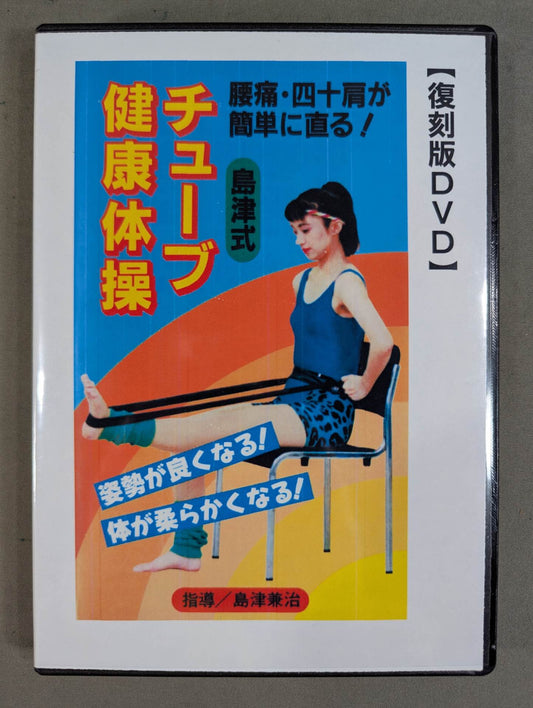 【復刻版DVD】
腰痛・四十肩が
簡単に直る!
島津式
チューブ
健康体操
姿勢が良くなる!
体が柔らかくなる!
指導/島津兼治